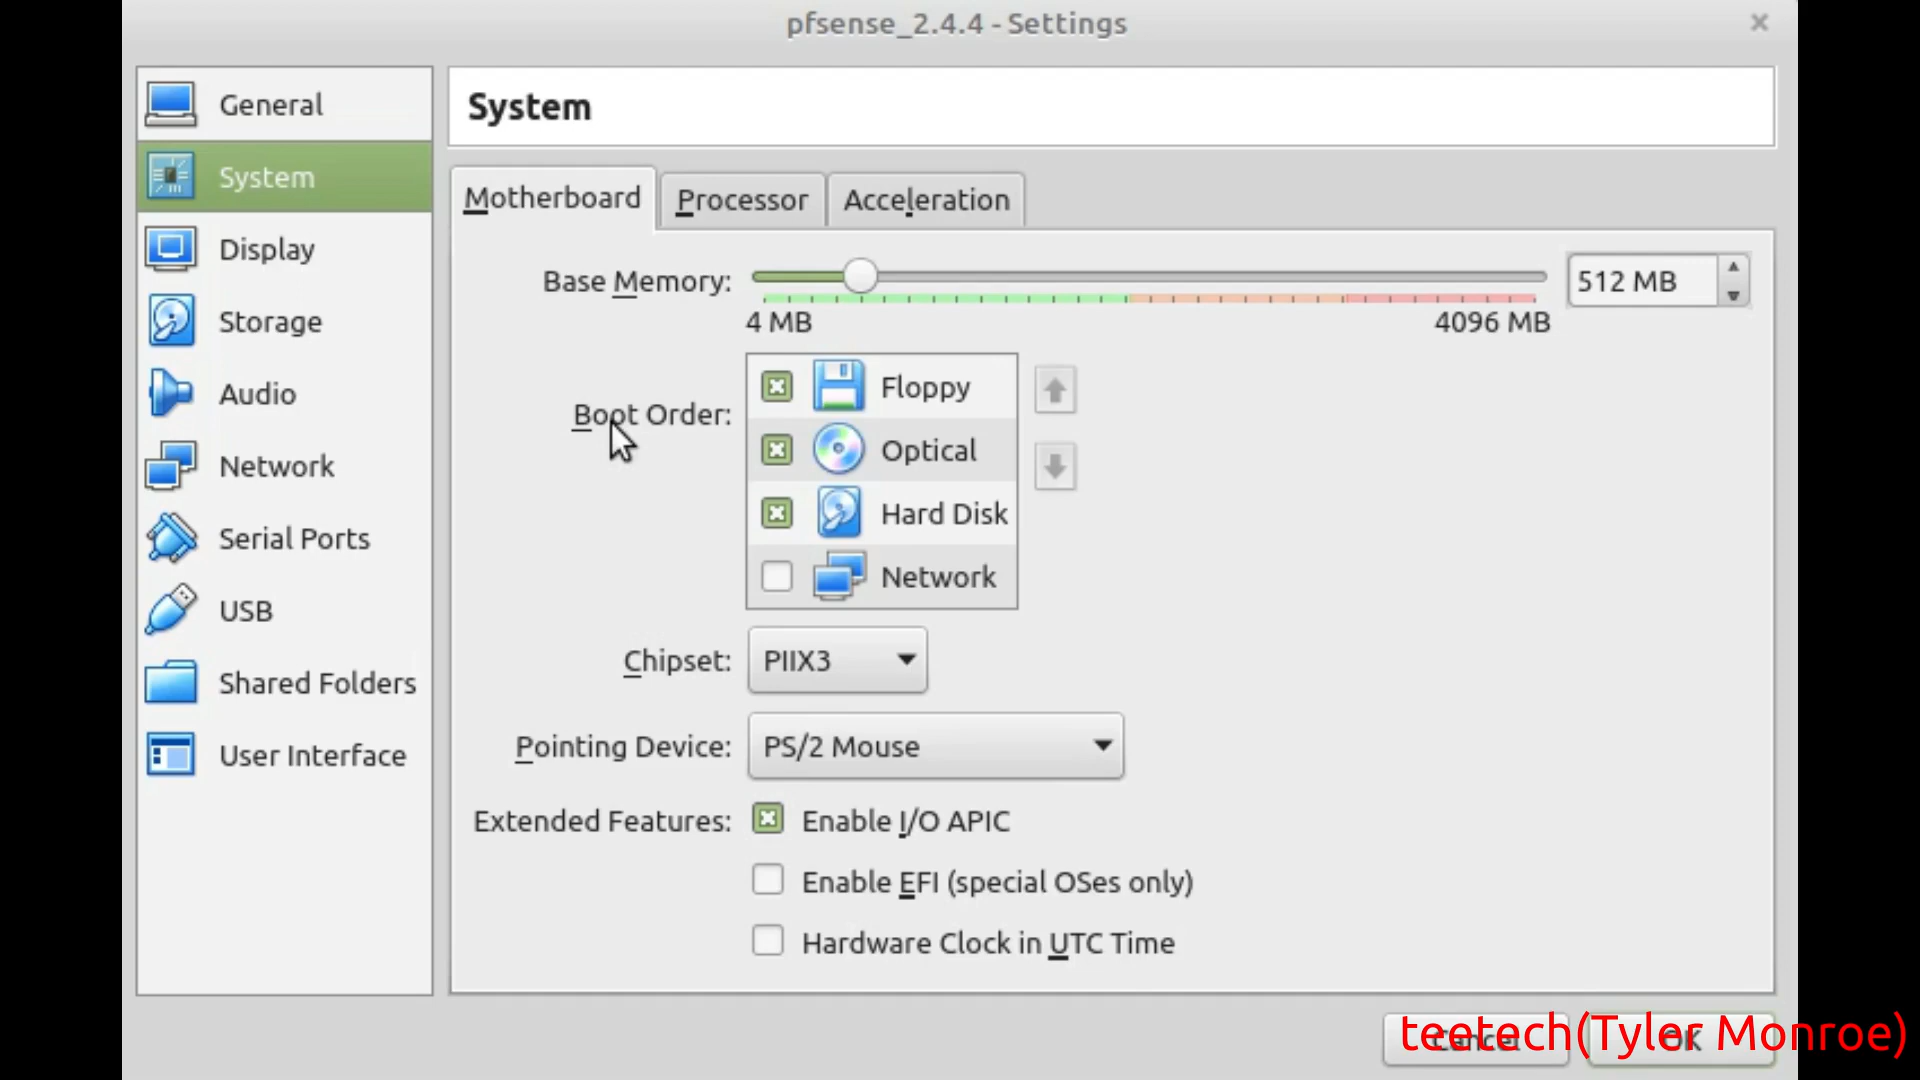 pfsense_2.4.4 - Settings
General
System
Display
Storage
Audio
Network
Serial Ports
USB
Shared Folders
User Interface
System
Motherboard
Processor
Acceleration
Base Memory:
512 MB
4 MB
4096 MB
Boot Order:
Floppy
Optical
Hard Disk
Network
Chipset:
PIIX3
Pointing Device:
PS/2 Mouse
Extended Features:
Enable I/O APIC
Enable EFI (special OSes only)
Hardware Clock in UTC Time
Cancel
OK
teetech(Tyler Monroe)